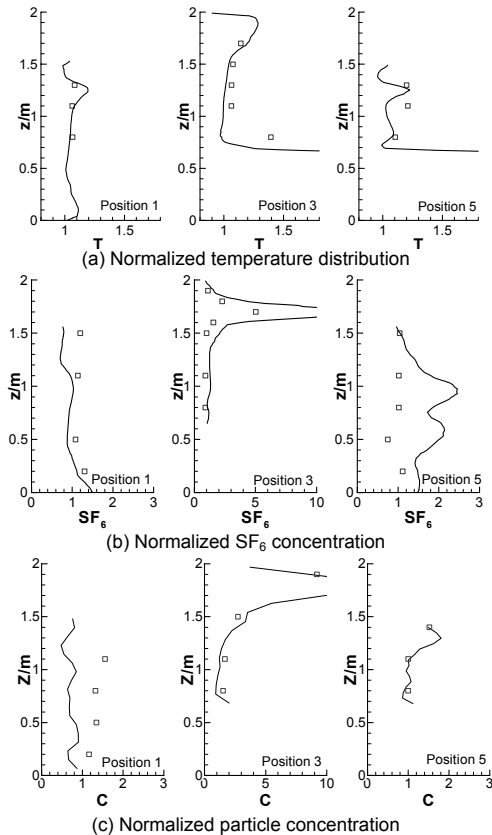 2
1.5
1
0.5
0
z/m
1
1.5
T
Position 1
2
1.5
1
0.5
0
z/m
1
1.5
T
Position 3
2
1.5
1
0.5
0
z/m
1
1.5
T
Position 5
(a) Normalized temperature distribution
2
1.5
1
0.5
0
z/m
0
1
2
3
SF6
Position 1
2
1.5
1
0.5
0
z/m
0
5
10
SF6
Position 3
2
1.5
1
0.5
0
z/m
0
1
2
3
SF6
Position 5
(b) Normalized SF6 concentration
2
1.5
1
0.5
0
Z/m
0
1
2
3
C
Position 1
2
1.5
1
0.5
0
Z/m
0
5
10
C
Position 3
2
1.5
1
0.5
0
Z/m
0
1
2
3
C
Position 5
(c) Normalized particle concentration